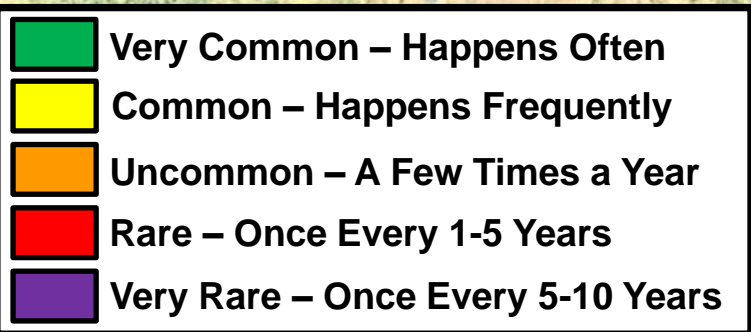 Very Common – Happens Often
Common – Happens Frequently
Uncommon – A Few Times a Year
Rare – Once Every 1-5 Years
Very Rare – Once Every 5-10 Years